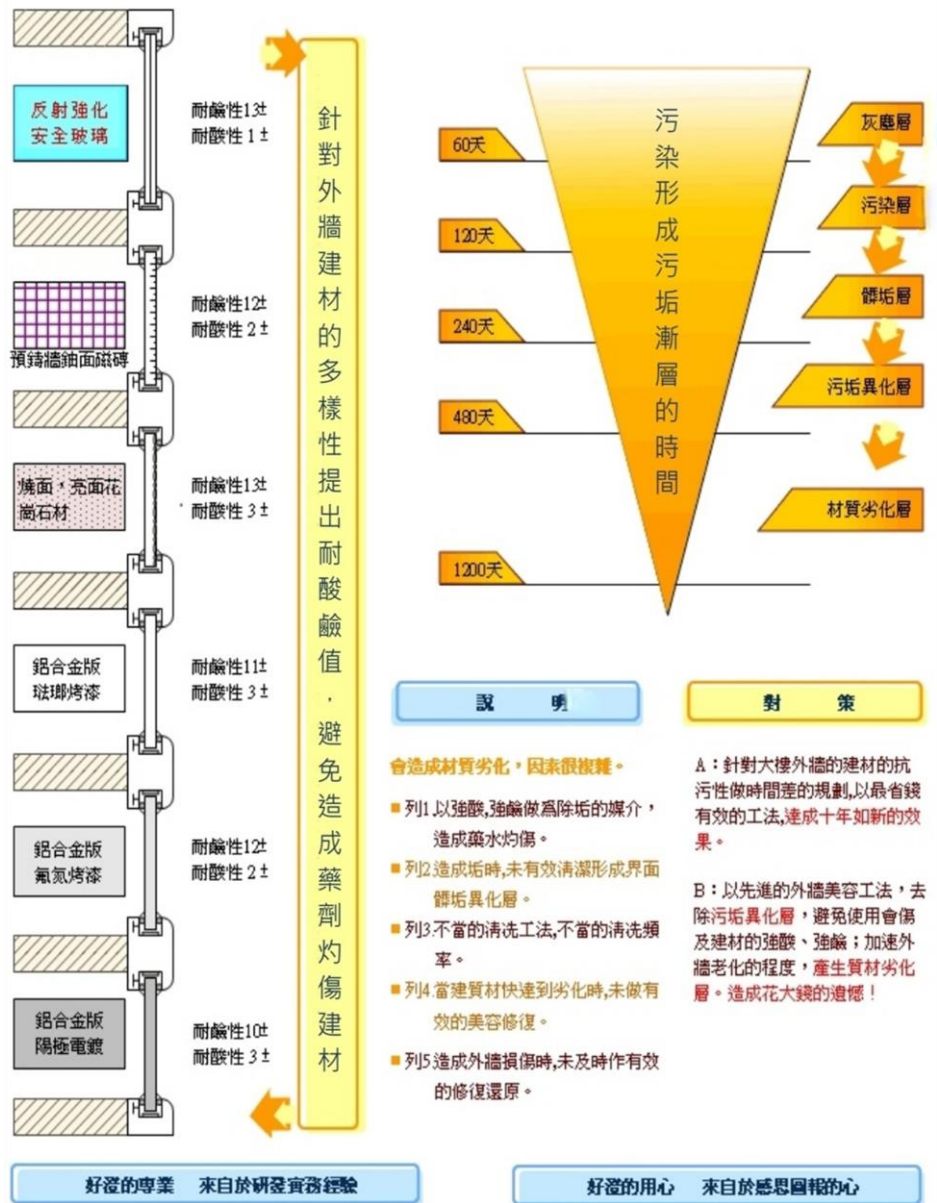 反射強化
安全玻璃
耐鹼性13±
耐酸性 1 ±
預鑄牆釉面磁磚
耐鹼性12±
耐酸性 2 ±
燒面，亮面花
崗石材
耐鹼性13±
耐酸性 3 ±
鋁合金版
琺瑯烤漆
耐鹼性11±
耐酸性 3 ±
鋁合金版
氟氮烤漆
耐鹼性12±
耐酸性 2 ±
鋁合金版
陽極電鍍
耐鹼性10±
耐酸性 3 ±
針對外牆建材的多樣性提出耐酸鹼值．避免造成藥劑灼傷建材
污染形成污垢漸層的時間
60天
120天
240天
480天
1200天
灰塵層
污染層
髒垢層
污垢異化層
材質劣化層
說 明
會造成材質劣化，因素很複雜。
列1.以強酸,強鹼做為除垢的媒介，
造成藥水灼傷。
列2.造成垢時,未有效清潔形成界面
髒垢異化層。
列3.不當的清洗工法,不當的清洗頻
率。
列4.當建質材快達到劣化時,未做有
效的美容修復。
列5.造成外牆損傷時,未及時作有效
的修復還原。
對 策
A：針對大樓外牆的建材的抗
污性做時間差的規劃,以最省錢
有效的工法,達成十年如新的效
果。
B：以先進的外牆美容工法，去
除污垢異化層，避免使用會傷
及建材的強酸、強鹼；加速外
牆老化的程度，產生質材劣化
層。造成花大錢的遺憾！
好澄的專業 來自於研發實務經驗
好澄的用心 來自於感恩圖報的心